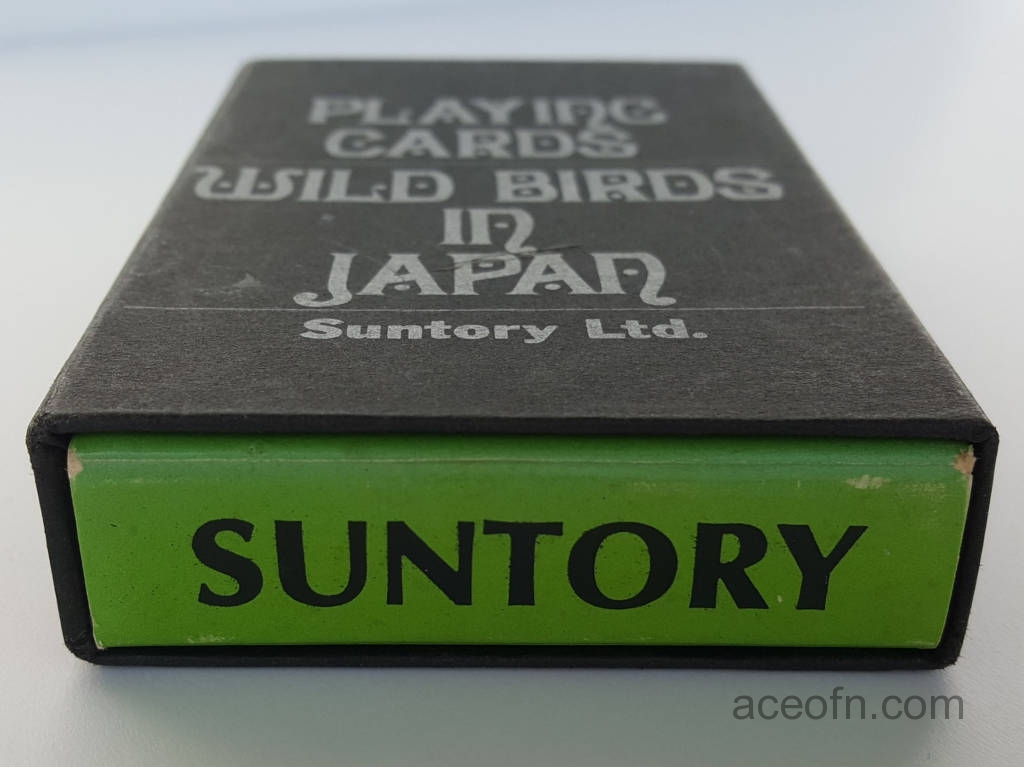 PLAYING
CARDS
WILD BIRDS
IN
JAPAN
Suntory Ltd.
SUNTORY
aceofn.com